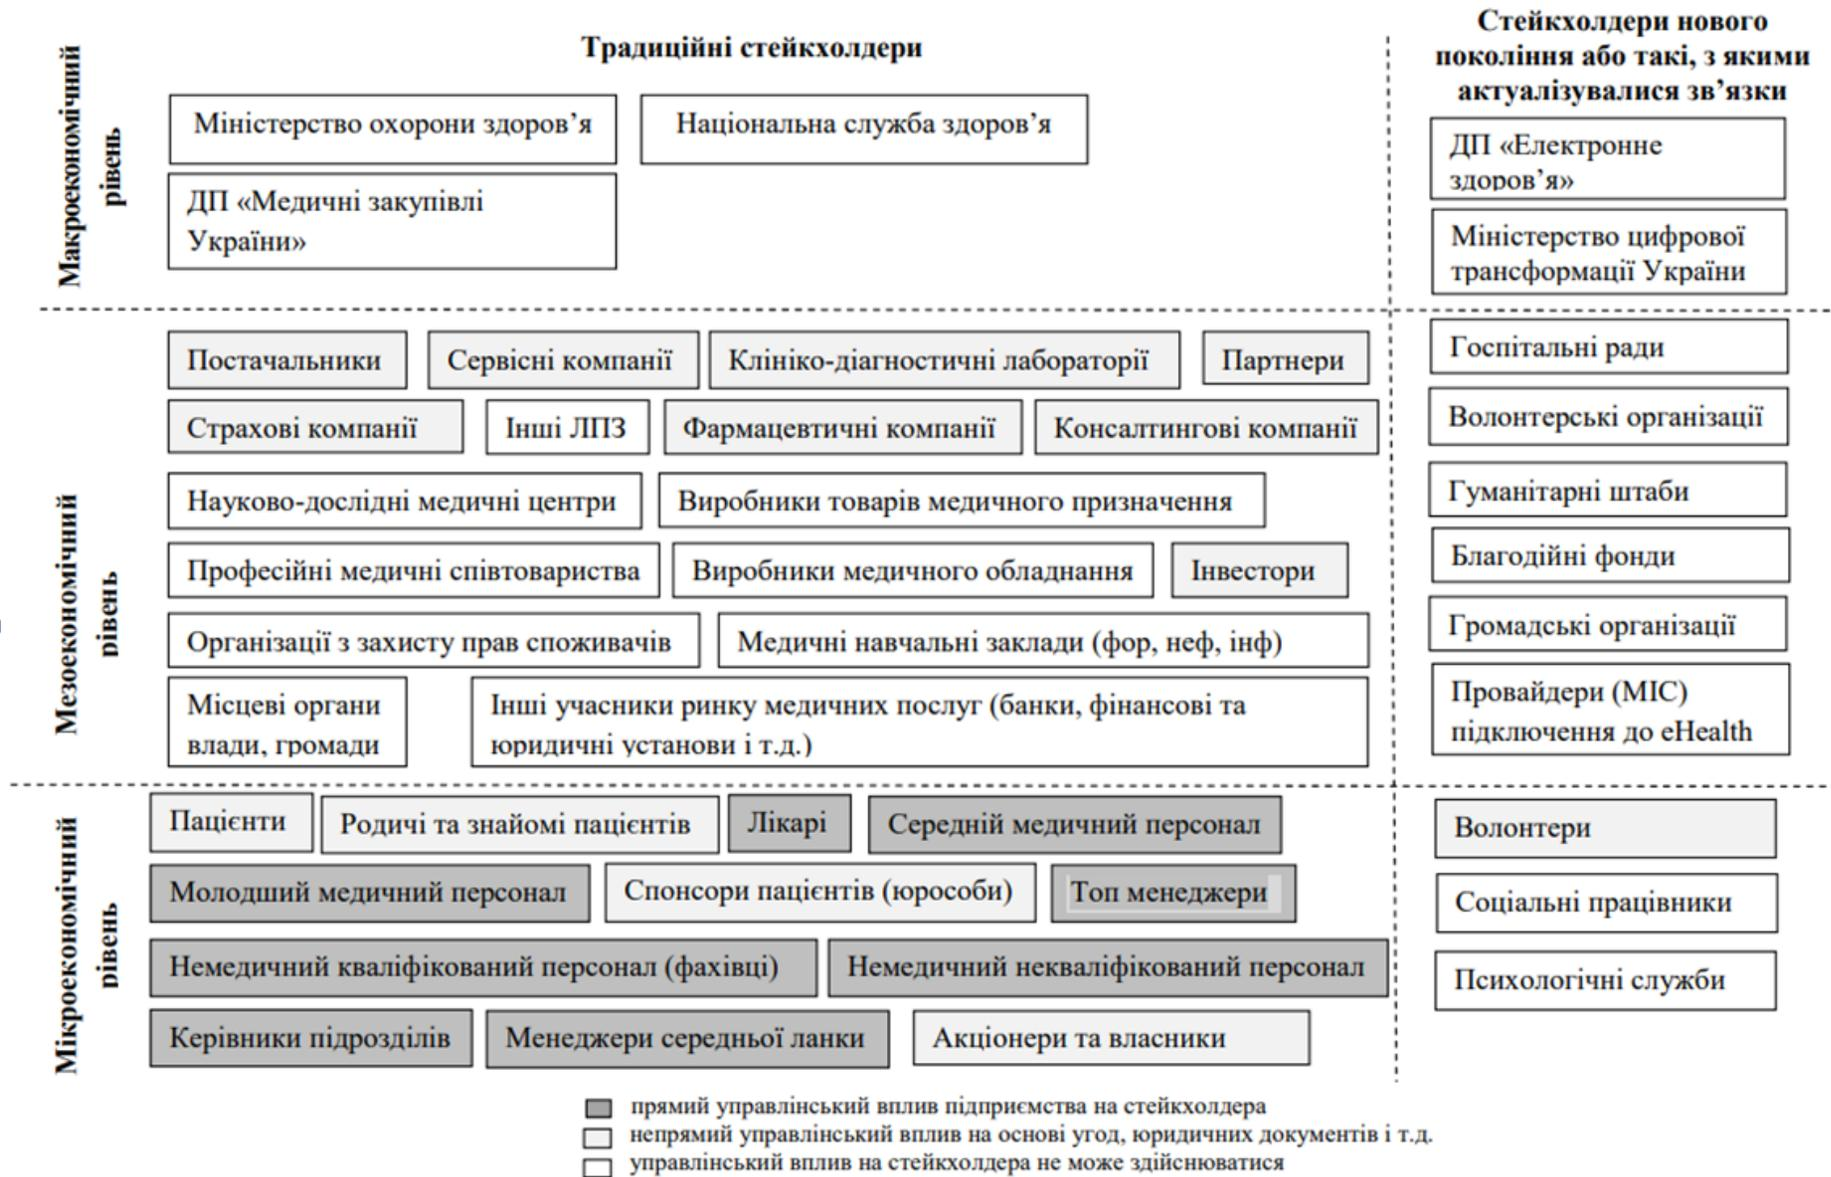 Традиційні стейкхолдери
Стейкхолдери нового
покоління або такі, з якими
актуалізувалися зв’язки
Макроекономічний
рівень
Міністерство охорони здоров’я
Національна служба здоров’я
ДП «Медичні закупівлі
України»
ДП «Електронне
здоров’я»
Міністерство цифрової
трансформації України
Мезоекономічний
рівень
Постачальники
Сервісні компанії
Клініко-діагностичні лабораторії
Партнери
Страхові компанії
Інші ЛПЗ
Фармацевтичні компанії
Консалтингові компанії
Науково-дослідні медичні центри
Виробники товарів медичного призначення
Професійні медичні співтовариства
Виробники медичного обладнання
Інвестори
Організації з захисту прав споживачів
Медичні навчальні заклади (фор, неф, інф)
Місцеві органи
влади, громади
Інші учасники ринку медичних послуг (банки, фінансові та
юридичні установи і т.д.)
Госпітальні ради
Волонтерські організації
Гуманітарні штаби
Благодійні фонди
Громадські організації
Провайдери (МІС)
підключення до eHealth
Мікроекономічний
рівень
Пацієнти
Родичі та знайомі пацієнтів
Лікарі
Середній медичний персонал
Молодший медичний персонал
Спонсори пацієнтів (юрособи)
Топ менеджери
Немедичний кваліфікований персонал (фахівці)
Немедичний некваліфікований персонал
Керівники підрозділів
Менеджери середньої ланки
Акціонери та власники
Волонтери
Соціальні працівники
Психологічні служби
прямий управлінський вплив підприємства на стейкхолдера
непрямий управлінський вплив на основі угод, юридичних документів і т.д.
управлінський вплив на стейкхолдера не може здійснюватися